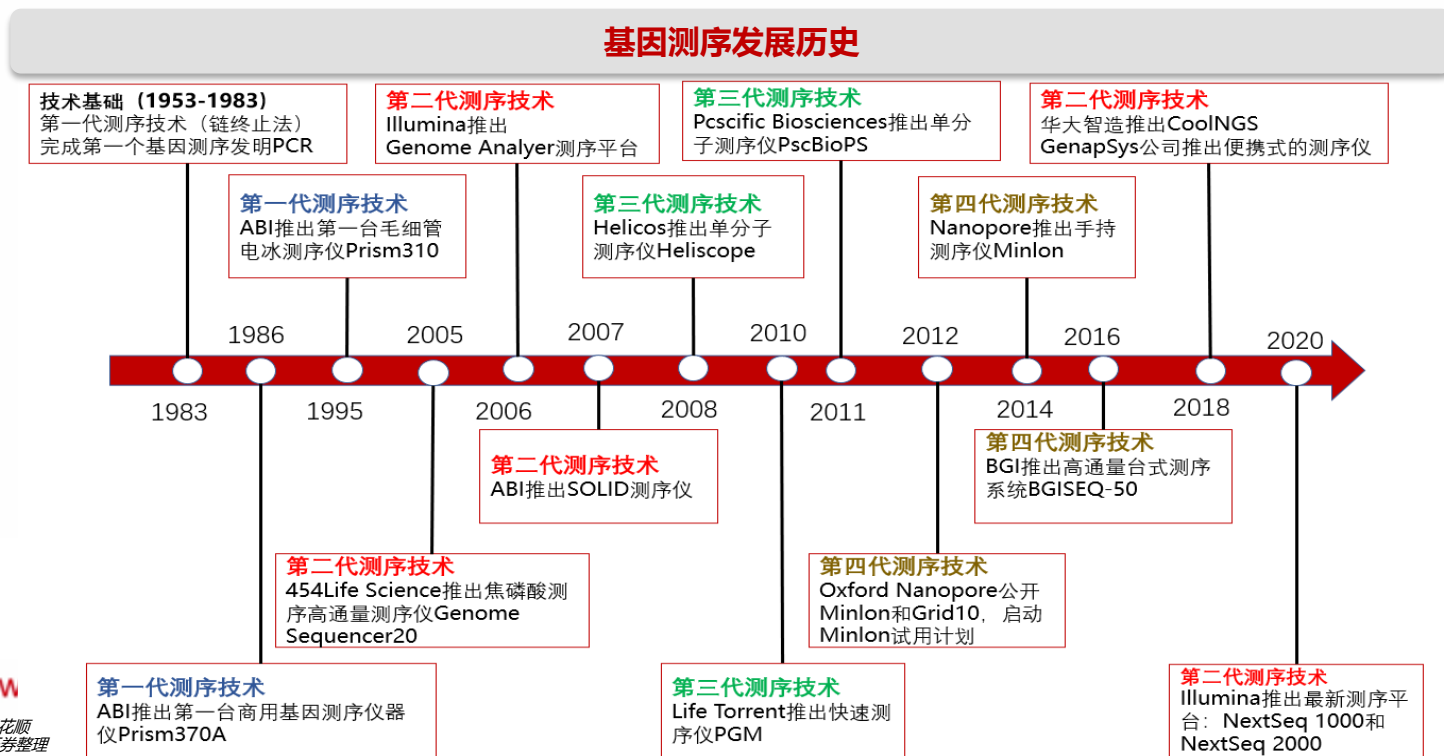 基因测序发展历史
技术基础（1953-1983)
第一代测序技术（链终止法）
完成第一个基因测序发明PCR
第二代测序技术
Illumina推出
Genome Analyer测序平台
第三代测序技术
Pcscific Biosciences推出单分
子测序仪PscBioPS
第二代测序技术
华大智造推出CoolNGS
GenapSys公司推出便携式的测序仪
第一代测序技术
ABI推出第一台毛细管
电冰测序仪Prism310
第三代测序技术
Helicos推出单分子
测序仪Heliscope
第四代测序技术
Nanopore推出手持
测序仪Minlon
1986
2005
2007
2010
2012
2016
2020
1983
1995
2006
2008
2011
2014
2018
第二代测序技术
ABI推出SOLID测序仪
第四代测序技术
BGI推出高通量台式测序
系统BGISEQ-50
第二代测序技术
454Life Science推出焦磷酸测
序高通量测序仪Genome
Sequencer20
第四代测序技术
Oxford Nanopore公开
Minlon和Grid10，启动
Minlon试用计划
第一代测序技术
ABI推出第一台商用基因测序仪器
仪Prism370A
第三代测序技术
Life Torrent推出快速测
序仪PGM
第二代测序技术
Illumina推出最新测序平
台：NextSeq 1000和
NextSeq 2000
W
花顺
券整理